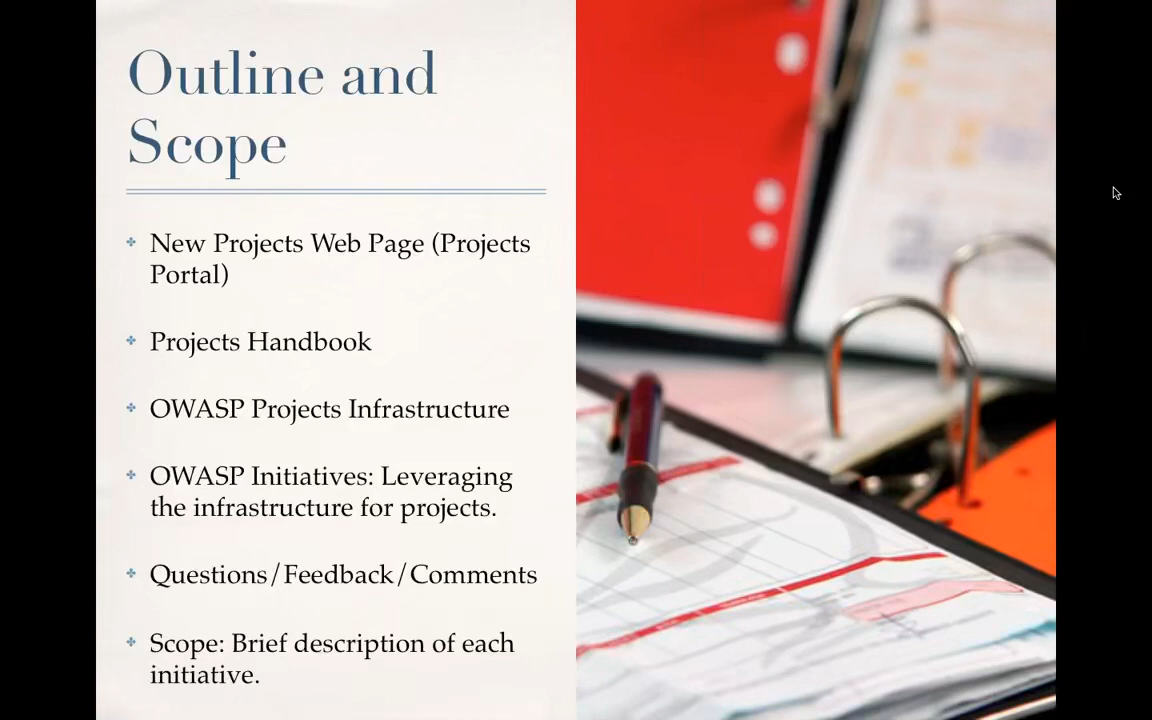 Outline and
Scope
New Projects Web Page (Projects
Portal)
Projects Handbook
OWASP Projects Infrastructure
OWASP Initiatives: Leveraging
the infrastructure for projects.
Questions/Feedback/Comments
Scope: Brief description of each
initiative.